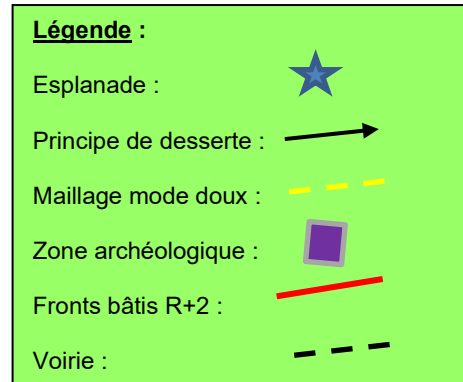 Légende :
Esplanade :
Principe de desserte :
Maillage mode doux :
Zone archéologique :
Fronts bâtis R+2 :
Voirie :